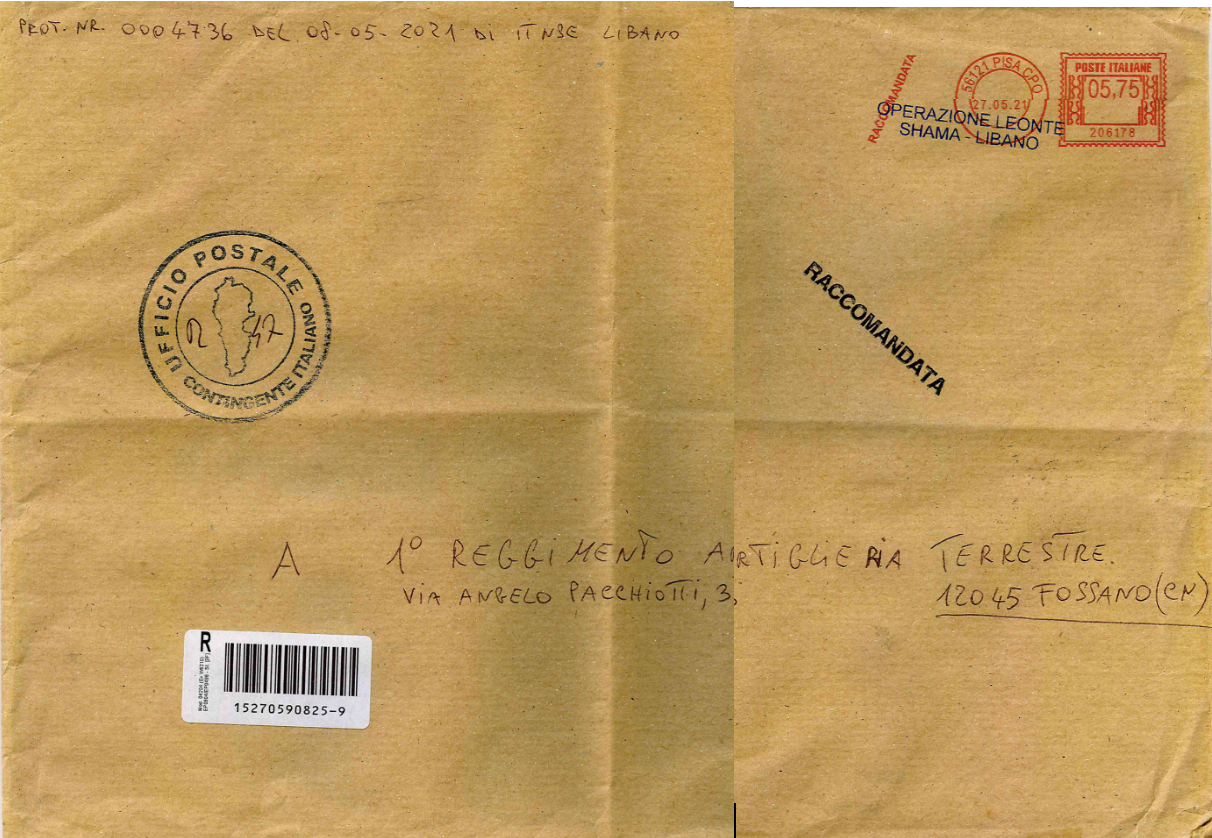 PROT. NR. 0004736 DEL 08-05-2021 DI ITNSE LIBANO
RACCOMANDATA
56121 PISA CPO
27.05.21
POSTE ITALIANE
05,75
206178
OPERAZIONE LEONTE
SHAMA - LIBANO
UFFICIO POSTALE
CONTINGENTE ITALIANO
RACCOMANDATA
A 1° REGGIMENTO ARTIGLIERIA TERRESTRE.
VIA ANGELO PACCHIOTTI, 3, 12045 FOSSANO (CN)
R
15270590825-9